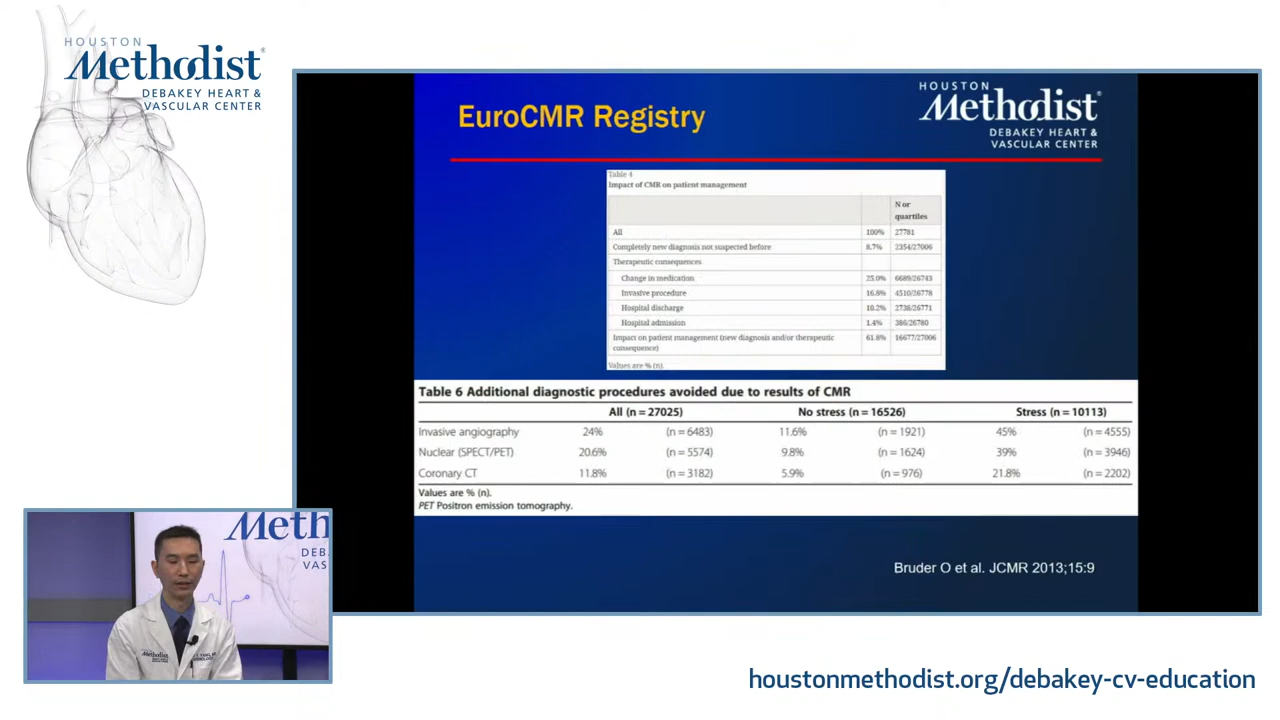 HOUSTON
Methodist®
DEBAKEY HEART &
VASCULAR CENTER
EuroCMR Registry
HOUSTON
Methodist®
DEBAKEY HEART &
VASCULAR CENTER
Table 4
Impact of CMR on patient management
N or
quartiles
All 100% 27781
Completely new diagnosis not suspected before 8.7% 2354/27006
Therapeutic consequences
Change in medication 25.0% 6689/26743
Invasive procedure 16.8% 4510/26778
Hospital discharge 10.2% 2738/26771
Hospital admission 1.4% 386/26780
Impact on patient management (new diagnosis and/or therapeutic 61.8% 16677/27006
consequence)
Values are % (n).
Table 6 Additional diagnostic procedures avoided due to results of CMR
All (n = 27025) No stress (n = 16526) Stress (n = 10113)
Invasive angiography 24% (n = 6483) 11.6% (n = 1921) 45% (n = 4555)
Nuclear (SPECT/PET) 20.6% (n = 5574) 9.8% (n = 1624) 39% (n = 3946)
Coronary CT 11.8% (n = 3182) 5.9% (n = 976) 21.8% (n = 2202)
Values are % (n).
PET Positron emission tomography.
Bruder O et al. JCMR 2013;15:9
Meth
DEB
VAS
Methodist
houstonmethodist.org/debakey-cv-education